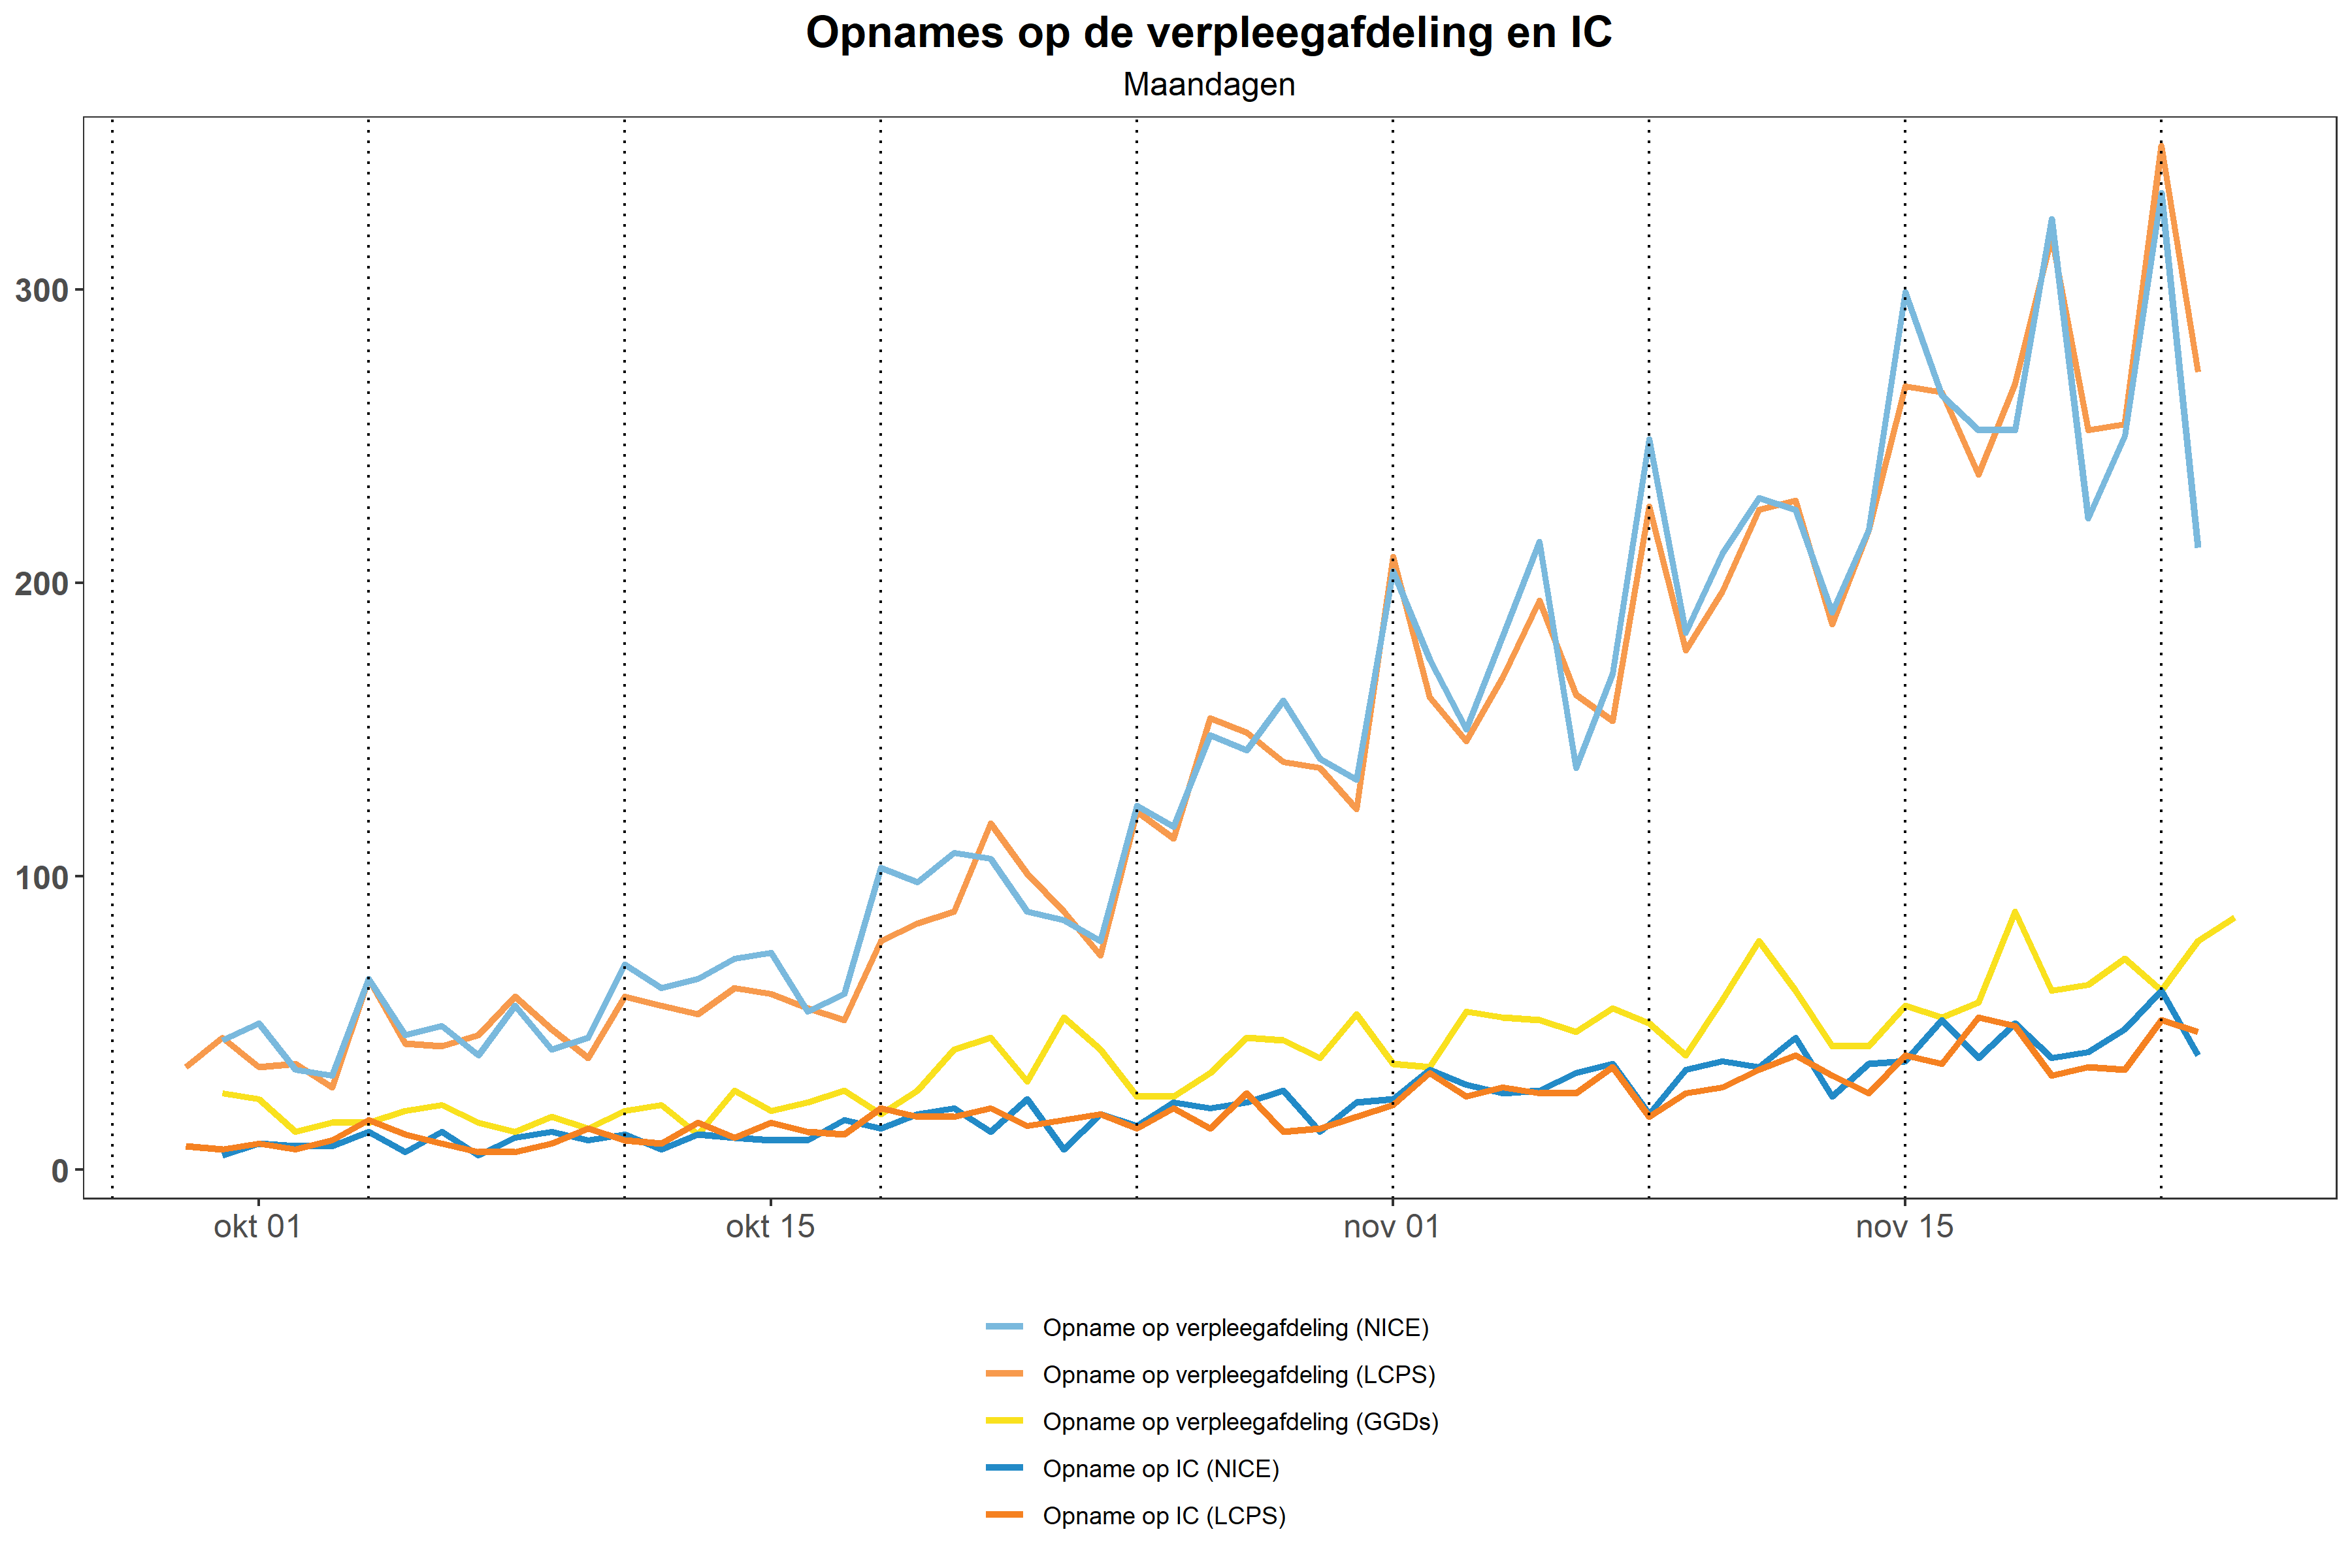 Opnames op de verpleegafdeling en IC
Maandagen
300
200
100
0
okt 01 okt 15 nov 01 nov 15
Opname op verpleegafdeling (NICE)
Opname op verpleegafdeling (LCPS)
Opname op verpleegafdeling (GGDs)
Opname op IC (NICE)
Opname op IC (LCPS)